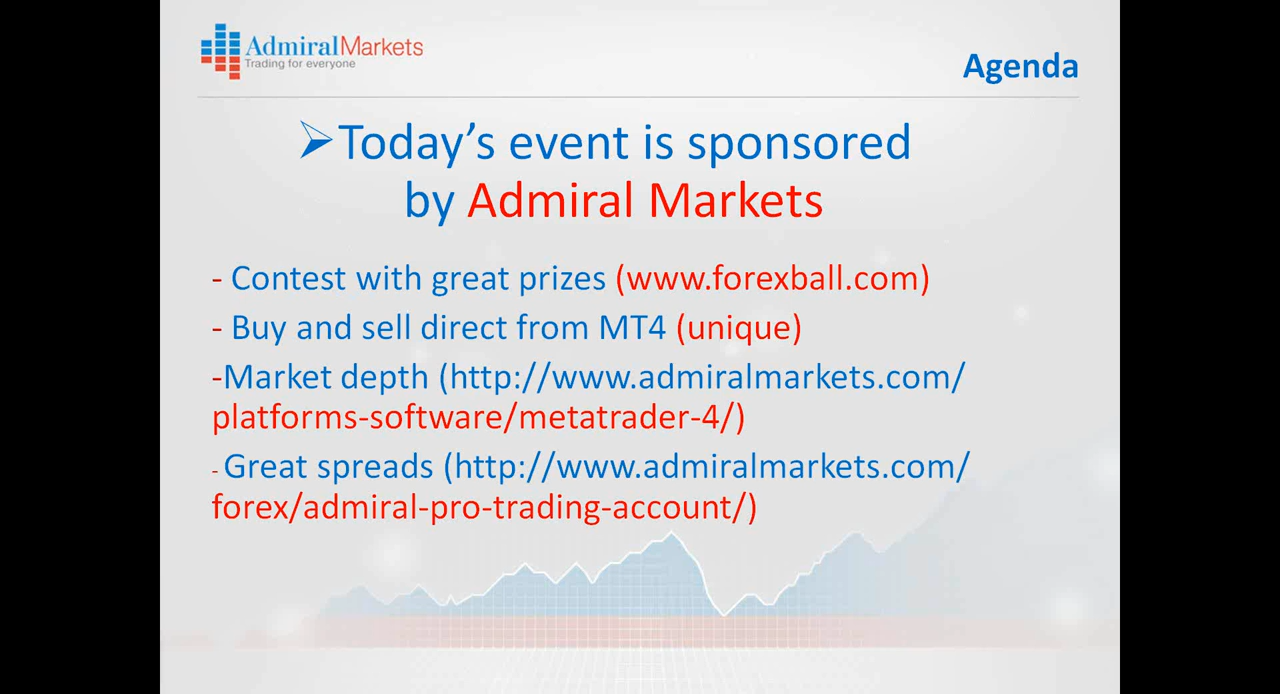 AdmiralMarkets
Trading for everyone
Agenda
➢Today’s event is sponsored
by Admiral Markets
- Contest with great prizes (www.forexball.com)
- Buy and sell direct from MT4 (unique)
-Market depth (http://www.admiralmarkets.com/
platforms-software/metatrader-4/)
- Great spreads (http://www.admiralmarkets.com/
forex/admiral-pro-trading-account/)